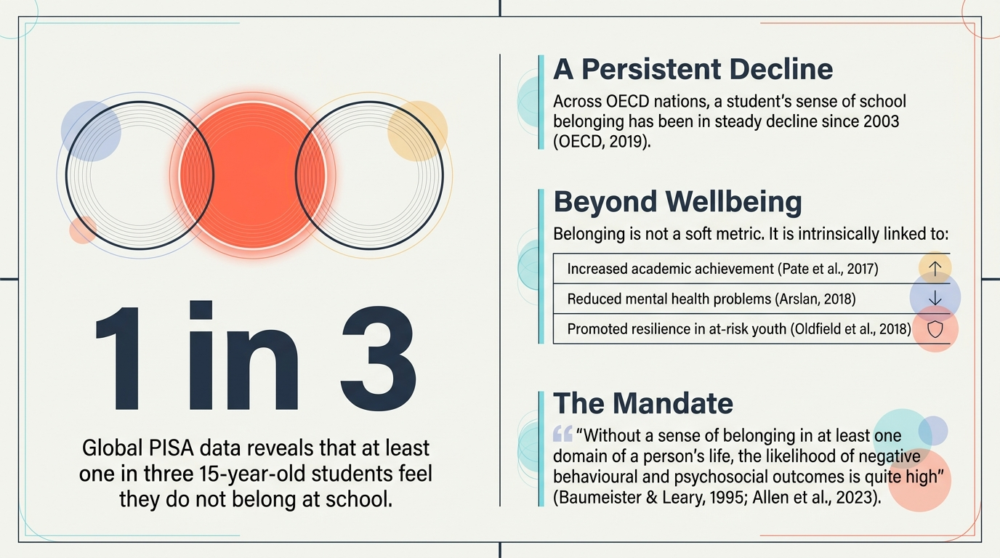 1 in 3
Global PISA data reveals that at least
one in three 15-year-old students feel
they do not belong at school.
A Persistent Decline
Across OECD nations, a student’s sense of school
belonging has been in steady decline since 2003
(OECD, 2019).
Beyond Wellbeing
Belonging is not a soft metric. It is intrinsically linked to:
Increased academic achievement (Pate et al., 2017)
Reduced mental health problems (Arslan, 2018)
Promoted resilience in at-risk youth (Oldfield et al., 2018)
The Mandate
“Without a sense of belonging in at least one
domain of a person’s life, the likelihood of negative
behavioural and psychosocial outcomes is quite high”
(Baumeister & Leary, 1995; Allen et al., 2023).